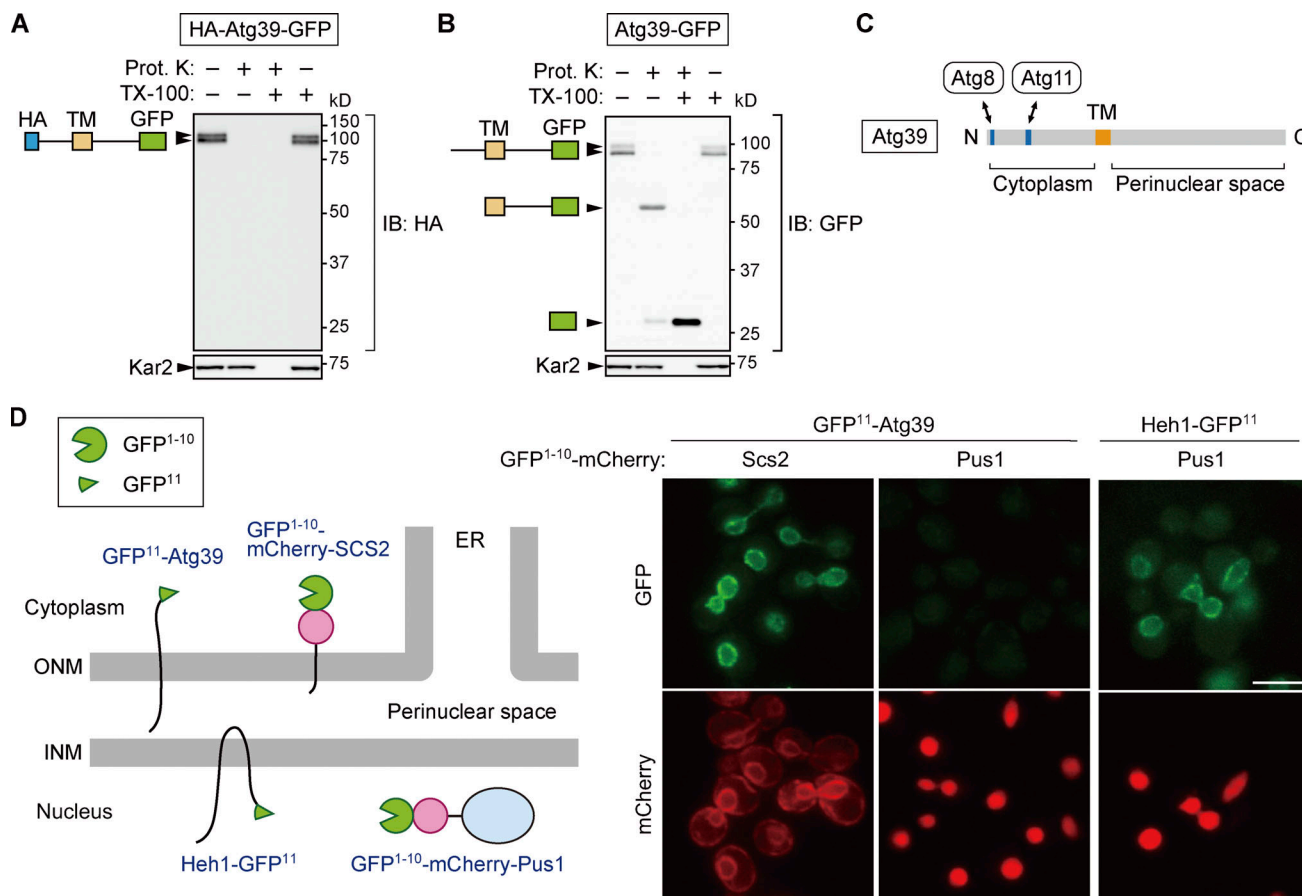 A
HA-Atg39-GFP
Prot. K: – + + –
TX-100: – – + +
kD
HA TM GFP
150
100
75
50
37
25
IB: HA
Kar2
75
B
Atg39-GFP
Prot. K: – + + –
TX-100: – – + +
kD
TM GFP
100
75
50
37
25
IB: GFP
Kar2
75
C
Atg8 Atg11
TM
Atg39
N C
Cytoplasm Perinuclear space
D
GFP1-10
GFP11
GFP11-Atg39
GFP1-10-
mCherry-SCS2
ER
Cytoplasm
ONM
Perinuclear space
INM
Nucleus
Heh1-GFP11
GFP1-10-mCherry-Pus1
GFP11-Atg39 Heh1-GFP11
GFP1-10-mCherry: Scs2 Pus1 Pus1
GFP
mCherry